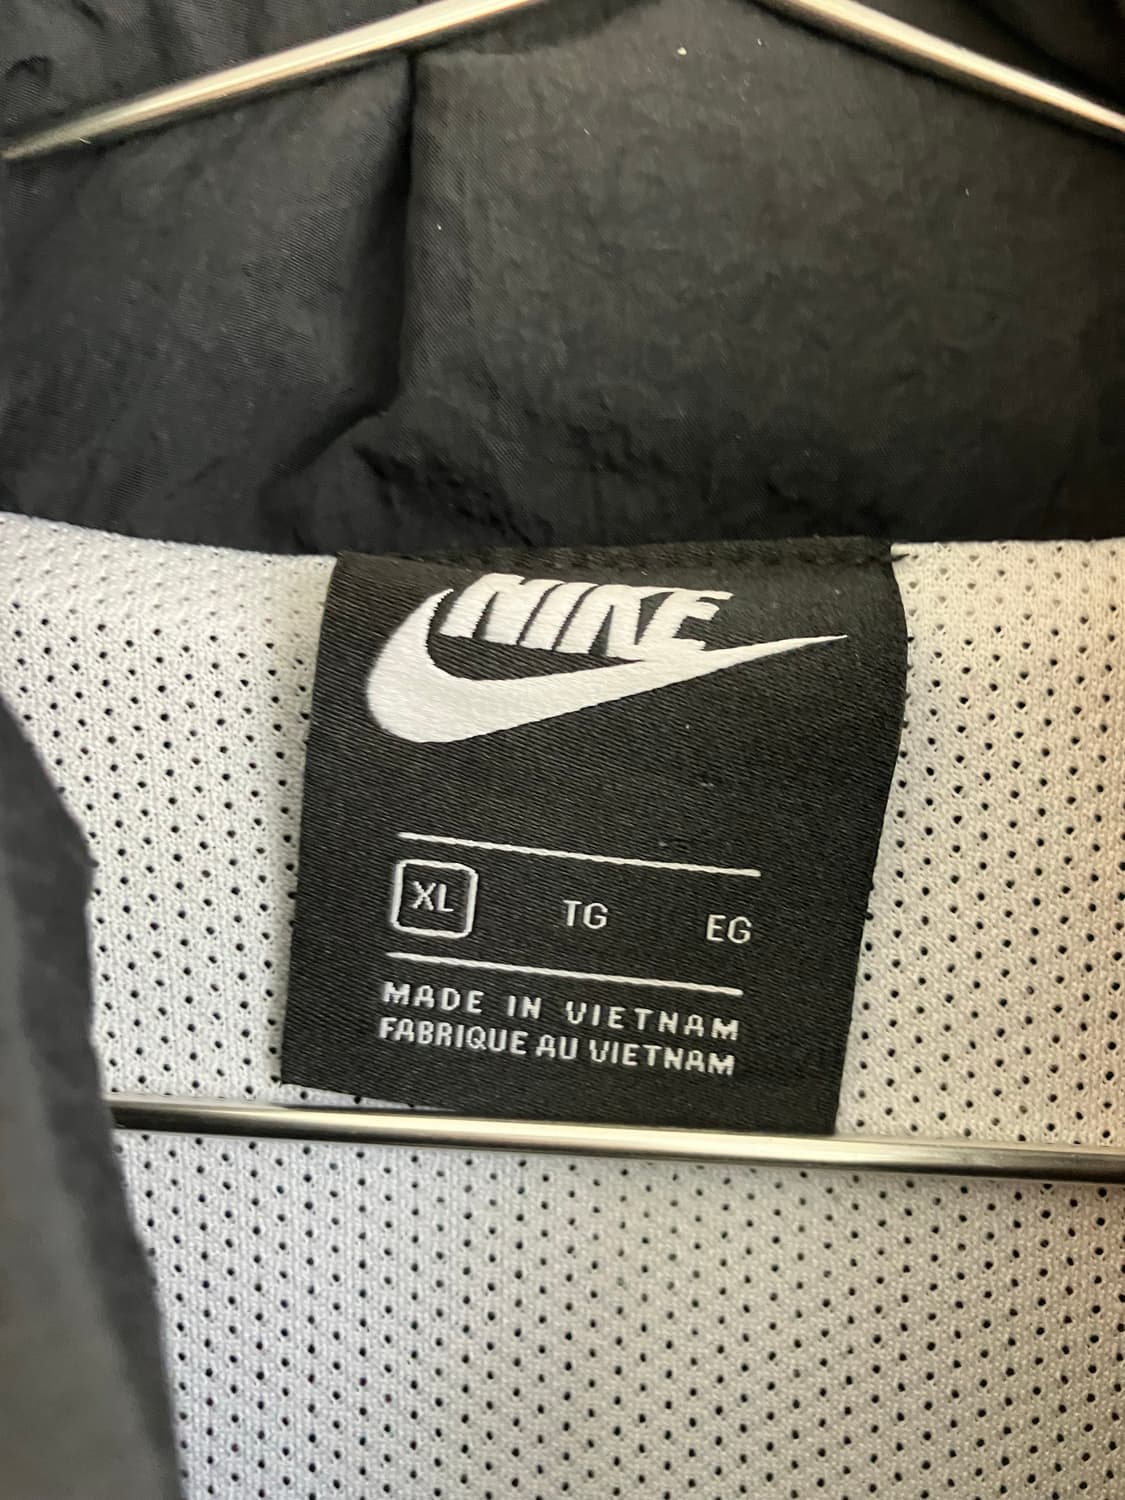 NIKE
XL TG EG
MADE IN VIETNAM
FABRIQUE AU VIETNAM